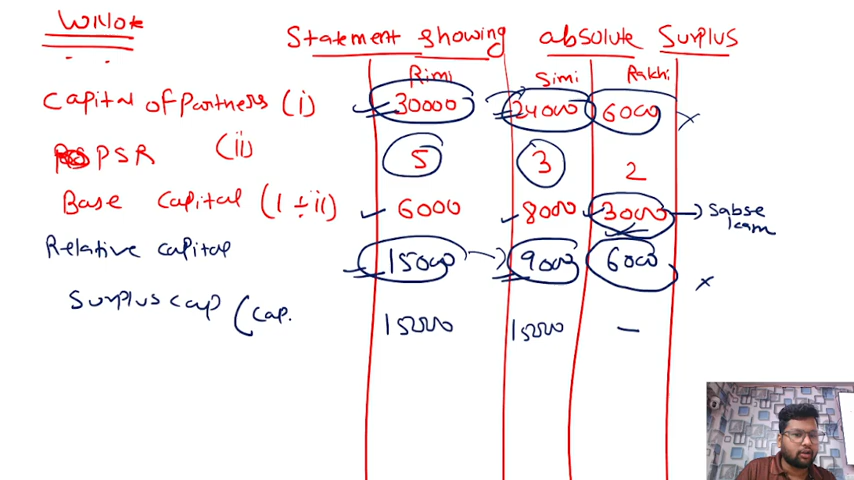 W.Note
Statement showing absolute Surplus
Rimi Simi Rakhi
Capital of Partners (i) 30000 24000 6000 x
PSR (ii) 5 3 2
Base Capital (I ÷ ii) 6000 8000 3000 → Sabse kam
Relative capital 15000 9000 6000 x
Surplus cap (cap. 15000 15000 —